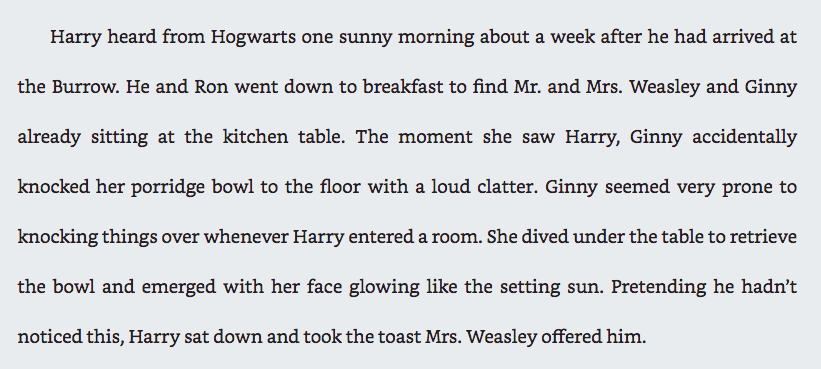 Harry heard from Hogwarts one sunny morning about a week after he had arrived at
the Burrow. He and Ron went down to breakfast to find Mr. and Mrs. Weasley and Ginny
already sitting at the kitchen table. The moment she saw Harry, Ginny accidentally
knocked her porridge bowl to the floor with a loud clatter. Ginny seemed very prone to
knocking things over whenever Harry entered a room. She dived under the table to retrieve
the bowl and emerged with her face glowing like the setting sun. Pretending he hadn’t
noticed this, Harry sat down and took the toast Mrs. Weasley offered him.